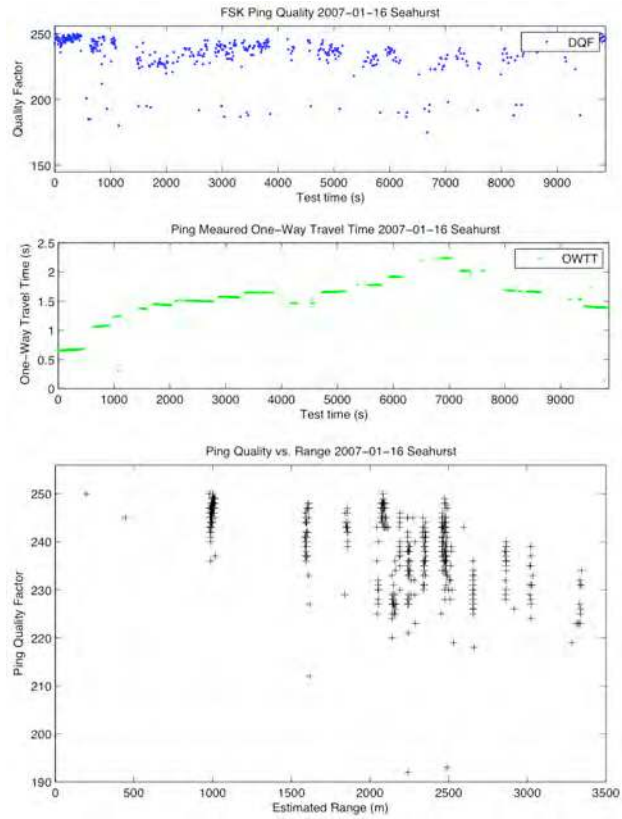 FSK Ping Quality 2007-01-16 Seahurst
250
200
150
Quality Factor
DQF
0 1000 2000 3000 4000 5000 6000 7000 8000 9000
Test time (s)
Ping Meaured One-Way Travel Time 2007-01-16 Seahurst
2.5
2
1.5
1
0.5
0
One-Way Travel Time (s)
OWTT
0 1000 2000 3000 4000 5000 6000 7000 8000 9000
Test time (s)
Ping Quality vs. Range 2007-01-16 Seahurst
250
240
230
220
210
200
190
Ping Quality Factor
0 500 1000 1500 2000 2500 3000 3500
Estimated Range (m)